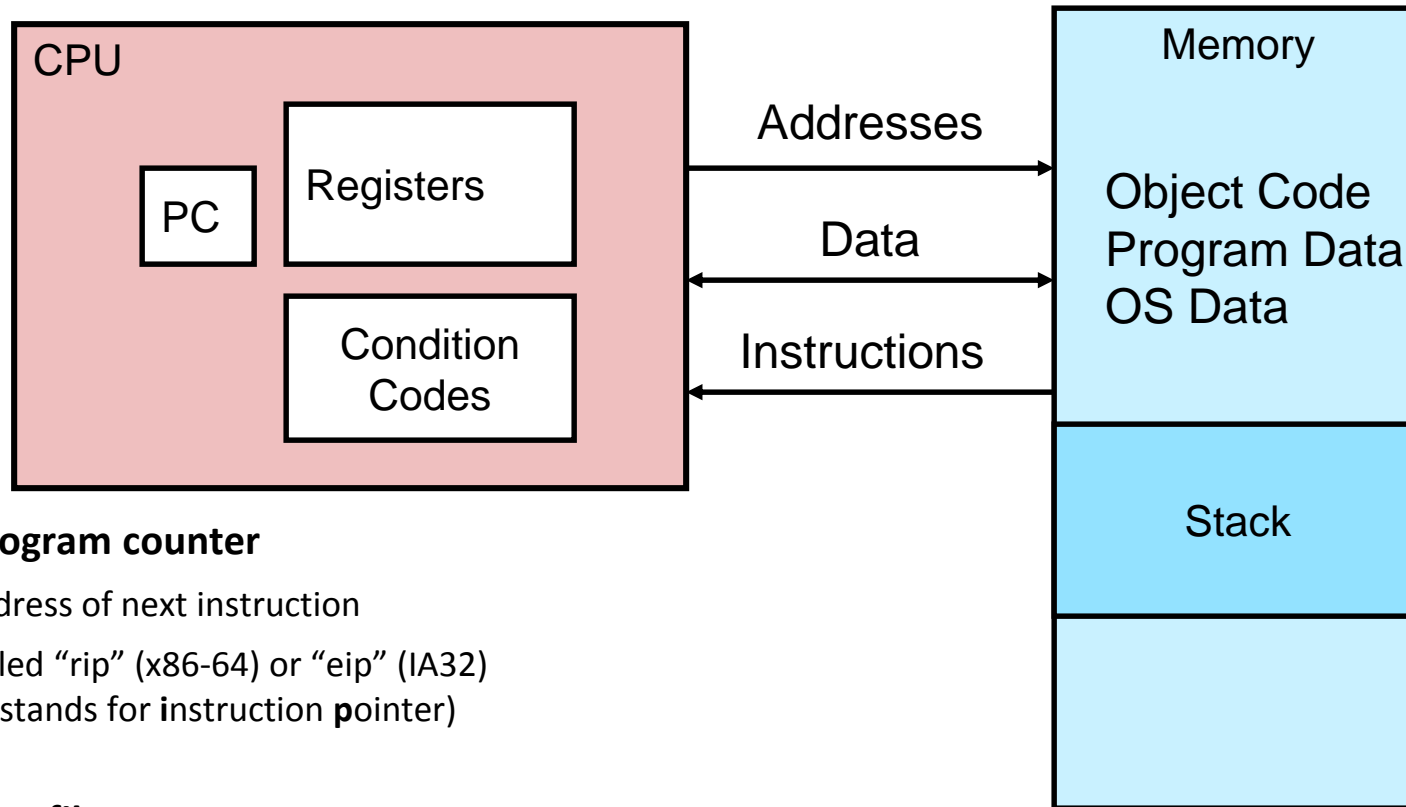 CPU
PC
Registers
Condition
Codes
Addresses
Data
Instructions
Memory
Object Code
Program Data
OS Data
Stack
ogram counter
dress of next instruction
led “rip” (x86-64) or “eip” (IA32)
stands for instruction pointer)